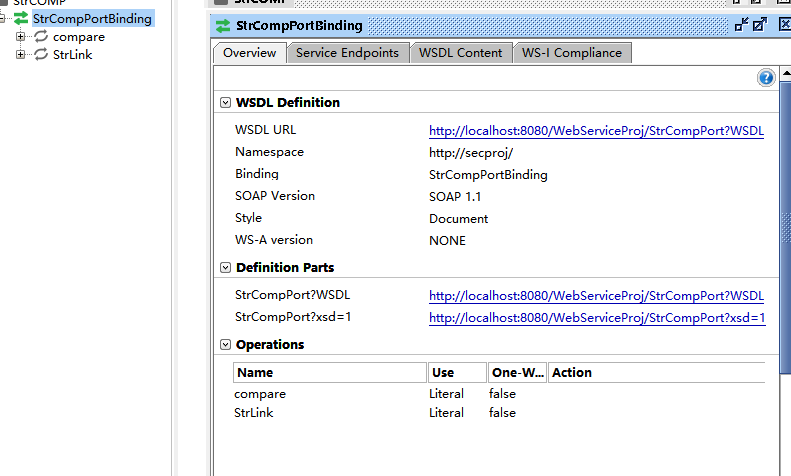 StrCOMP
StrCompPortBinding
compare
StrLink
StrCOMP
StrCompPortBinding
Overview
Service Endpoints
WSDL Content
WS-I Compliance
?
WSDL Definition
WSDL URL http://localhost:8080/WebServiceProj/StrCompPort?WSDL
Namespace http://secproj/
Binding StrCompPortBinding
SOAP Version SOAP 1.1
Style Document
WS-A version NONE
Definition Parts
StrCompPort?WSDL http://localhost:8080/WebServiceProj/StrCompPort?WSDL
StrCompPort?xsd=1 http://localhost:8080/WebServiceProj/StrCompPort?xsd=1
Operations
Name Use One-W... Action
compare Literal false
StrLink Literal false